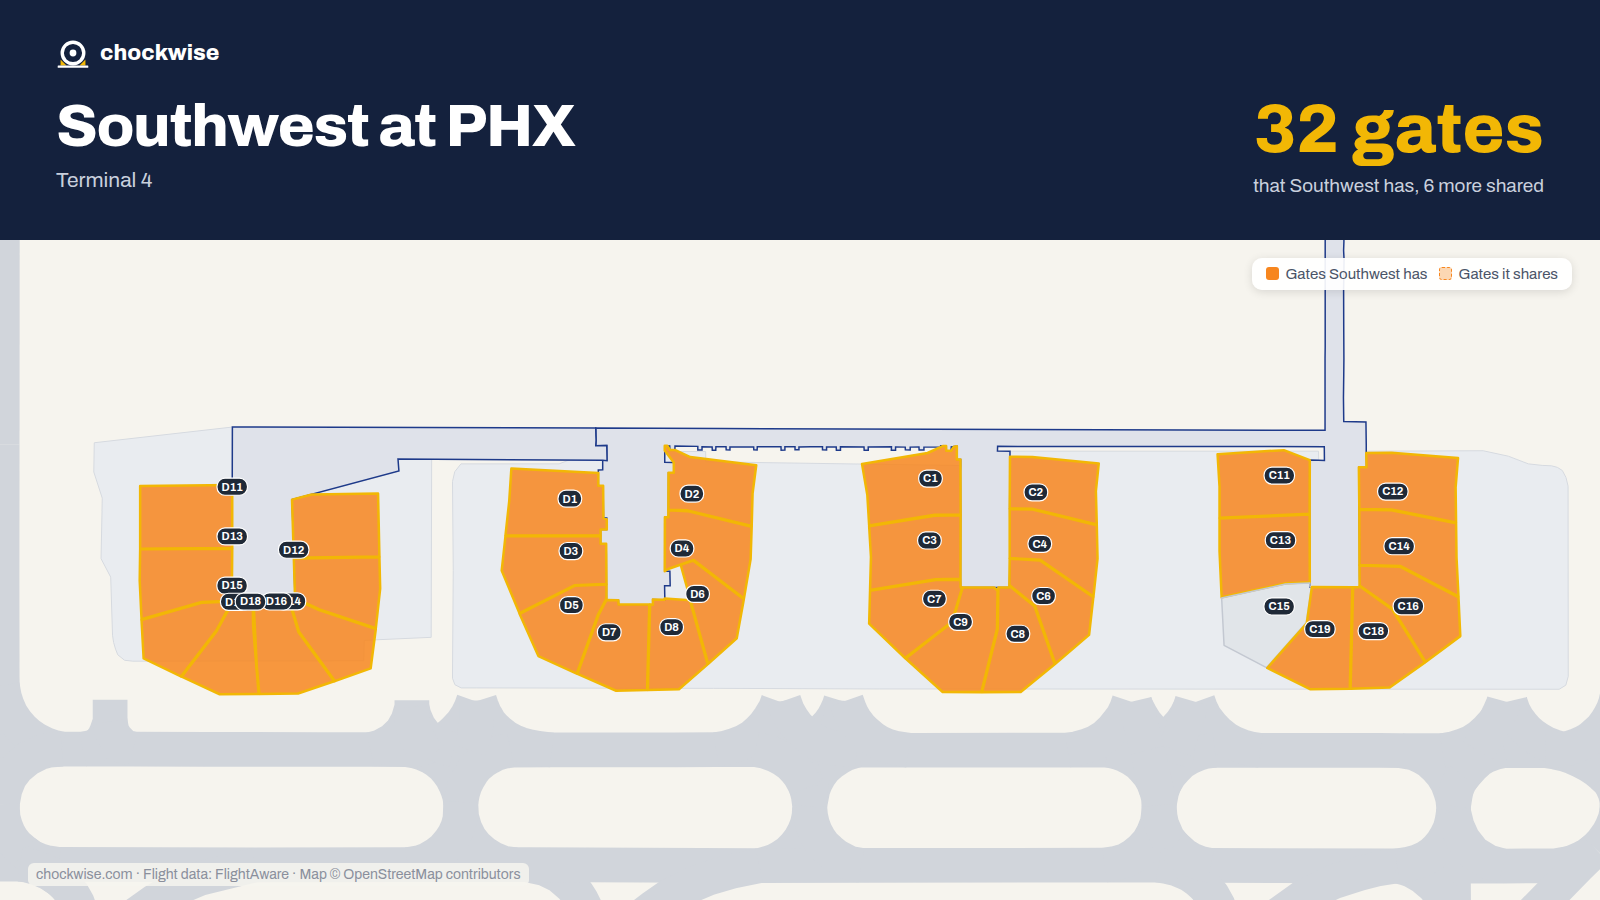 chockwise
Southwest at PHX
Terminal 4
32 gates
that Southwest has, 6 more shared
Gates Southwest has
Gates it shares
D11
D13
D12
D15
D18
D16
D1
D2
D3
D4
D5
D6
D7
D8
C1
C2
C3
C4
C7
C6
C9
C8
C11
C12
C13
C14
C15
C16
C19
C18
chockwise.com · Flight data: FlightAware · Map © OpenStreetMap contributors